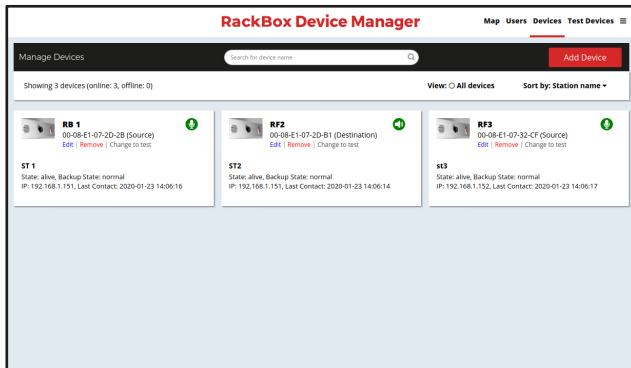 RackBox Device Manager
Map Users Devices Test Devices
Manage Devices
Search for device name
Add Device
Showing 3 devices (online: 3, offline: 0)
View: All devices
Sort by: Station name
RB 1
00-08-E1-07-2D-2B (Source)
Edit | Remove | Change to test
ST 1
State: alive, Backup State: normal
IP: 192.168.1.151, Last Contact: 2020-01-23 14:06:16
RF2
00-08-E1-07-2D-B1 (Destination)
Edit | Remove | Change to test
ST2
State: alive, Backup State: normal
IP: 192.168.1.151, Last Contact: 2020-01-23 14:06:14
RF3
00-08-E1-07-32-CF (Source)
Edit | Remove | Change to test
st3
State: alive, Backup State: normal
IP: 192.168.1.152, Last Contact: 2020-01-23 14:06:17